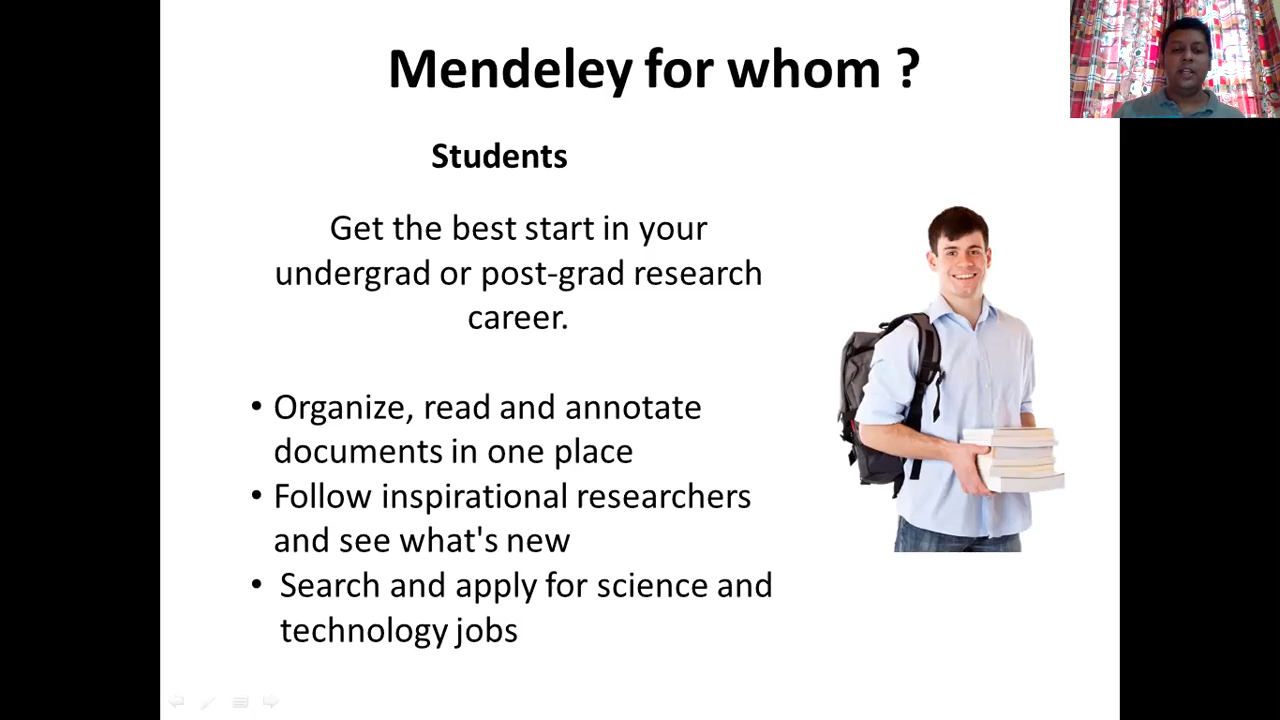 Mendeley for whom ?
Students
Get the best start in your
undergrad or post-grad research
career.
• Organize, read and annotate
documents in one place
• Follow inspirational researchers
and see what's new
• Search and apply for science and
technology jobs